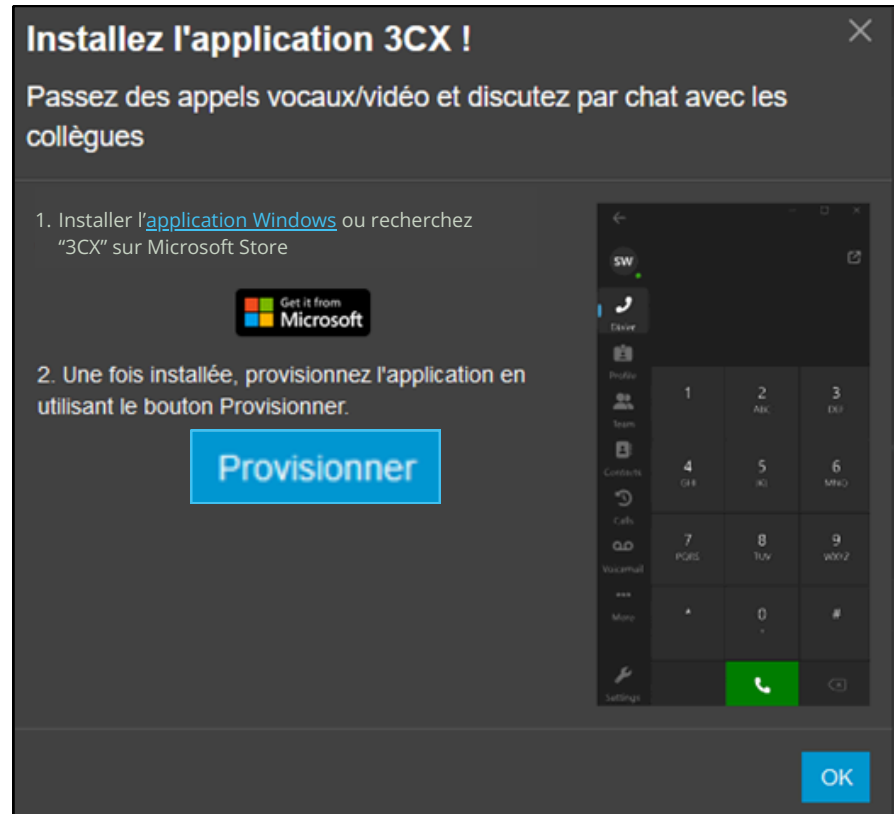 Installez l'application 3CX !
Passez des appels vocaux/vidéo et discutez par chat avec les
collègues
1. Installer l’application Windows ou recherchez
“3CX” sur Microsoft Store
Get it from
Microsoft
2. Une fois installée, provisionnez l'application en
utilisant le bouton Provisionner.
Provisionner
SW
Dialer
Profile
Team
Contacts
Calls
Voicemail
More
Settings
1
2
ABC
3
DEF
4
GHI
5
6
MNO
7
PQRS
8
TUV
9
WXYZ
*
0
#
OK